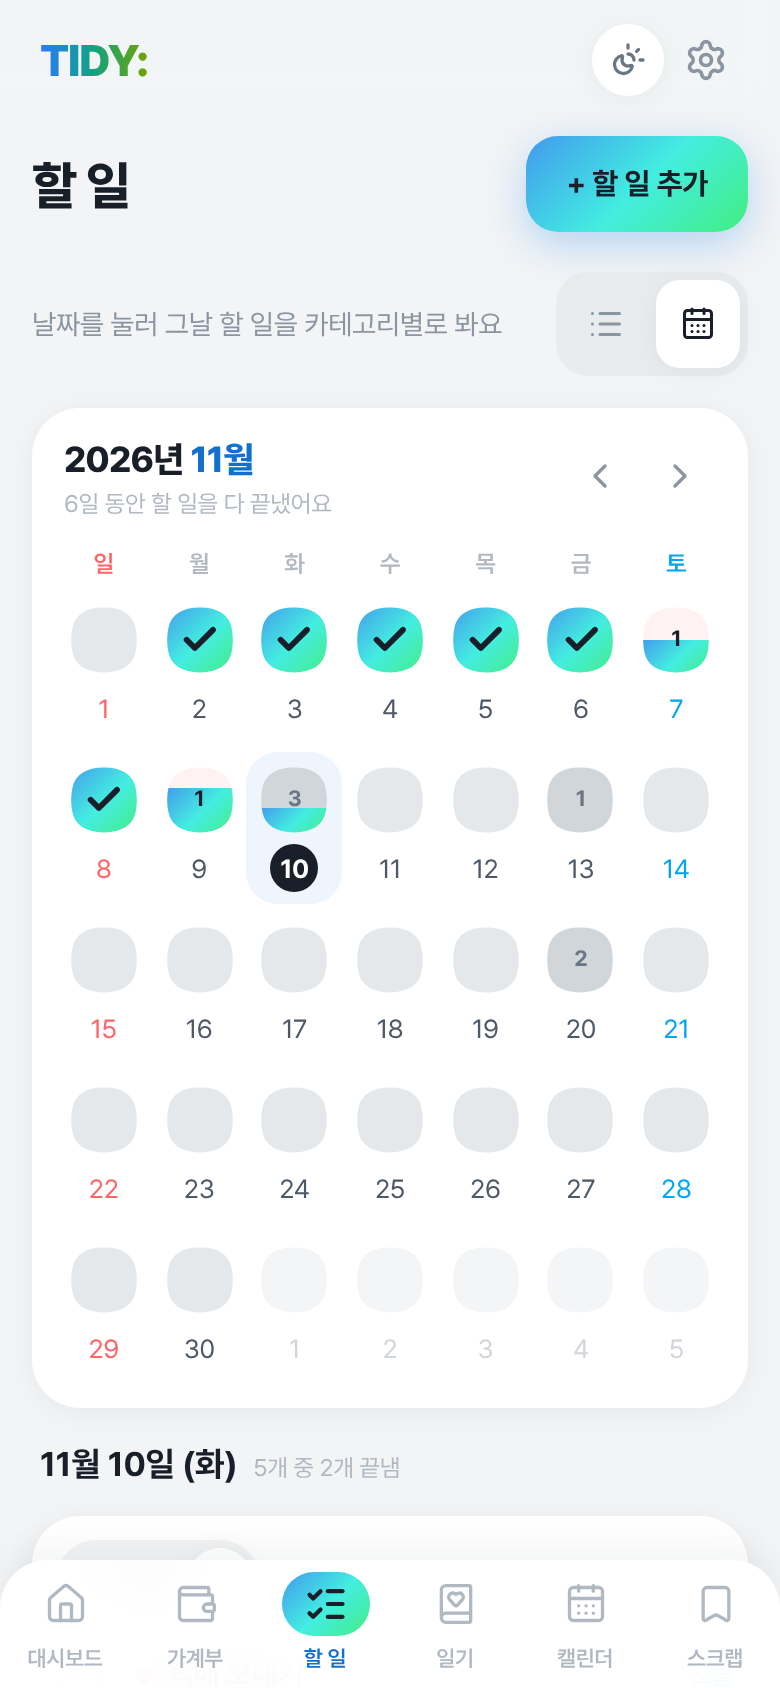 TIDY:
할 일
+ 할 일 추가
날짜를 눌러 그날 할 일을 카테고리별로 봐요
2026년 11월
6일 동안 할 일을 다 끝냈어요
일 월 화 수 목 금 토
1
1 2 3 4 5 6 7
1 3 1
8 9 10 11 12 13 14
2
15 16 17 18 19 20 21
22 23 24 25 26 27 28
29 30 1 2 3 4 5
11월 10일 (화) 5개 중 2개 끝냄
대시보드 가계부 할 일 일기 캘린더 스크랩